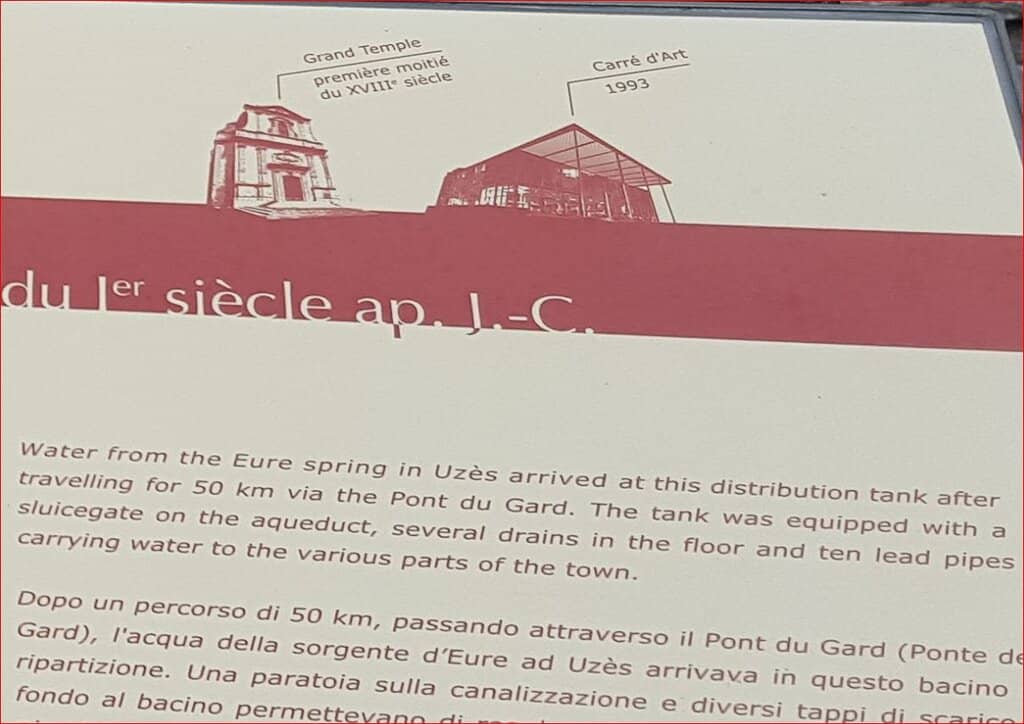 Grand Temple
première moitié
du XVIIIe siècle
Carré d'Art
1993
du Ier siècle ap. J.-C.
Water from the Eure spring in Uzès arrived at this distribution tank after
travelling for 50 km via the Pont du Gard. The tank was equipped with a
sluicegate on the aqueduct, several drains in the floor and ten lead pipes
carrying water to the various parts of the town.
Dopo un percorso di 50 km, passando attraverso il Pont du Gard (Ponte de
Gard), l'acqua della sorgente d'Eure ad Uzès arrivava in questo bacino
ripartizione. Una paratoia sulla canalizzazione e diversi tappi di scarico
fondo al bacino permettevano di